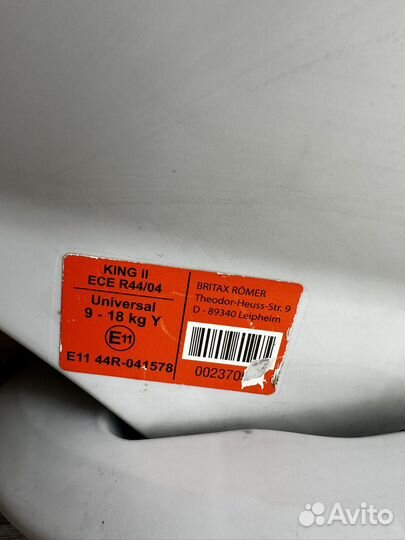 KING II
ECE R44/04
Universal
9 - 18 kg Y
E11
E11 44R-041578
BRITAX RÖMER
Theodor-Heuss-Str. 9
D - 89340 Leipheim
Avito